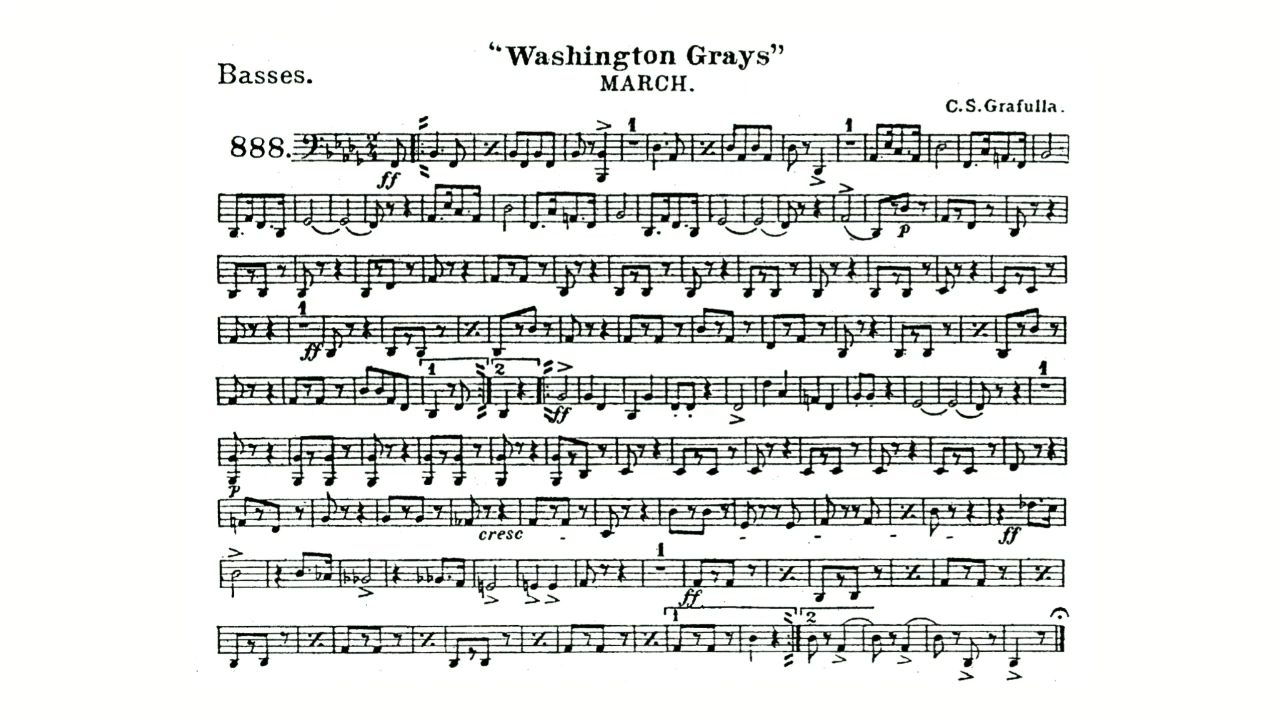 “Washington Grays”
Basses.
MARCH.
C.S.Grafulla.
888.
1 1
ff
p
1
ff
1 2 1
ff
p
cresc - - - - ff
1
ff
1 2